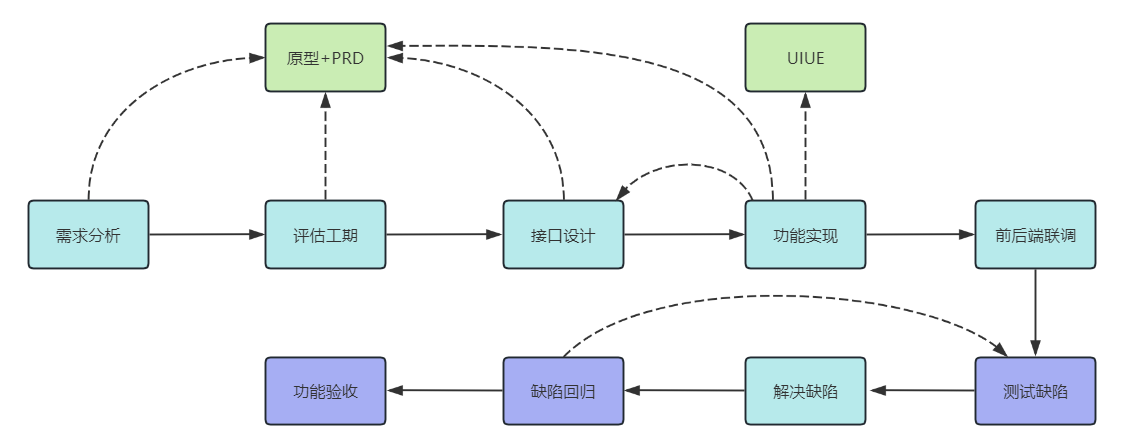 原型+PRD
UIUE
需求分析
评估工期
接口设计
功能实现
前后端联调
功能验收
缺陷回归
解决缺陷
测试缺陷